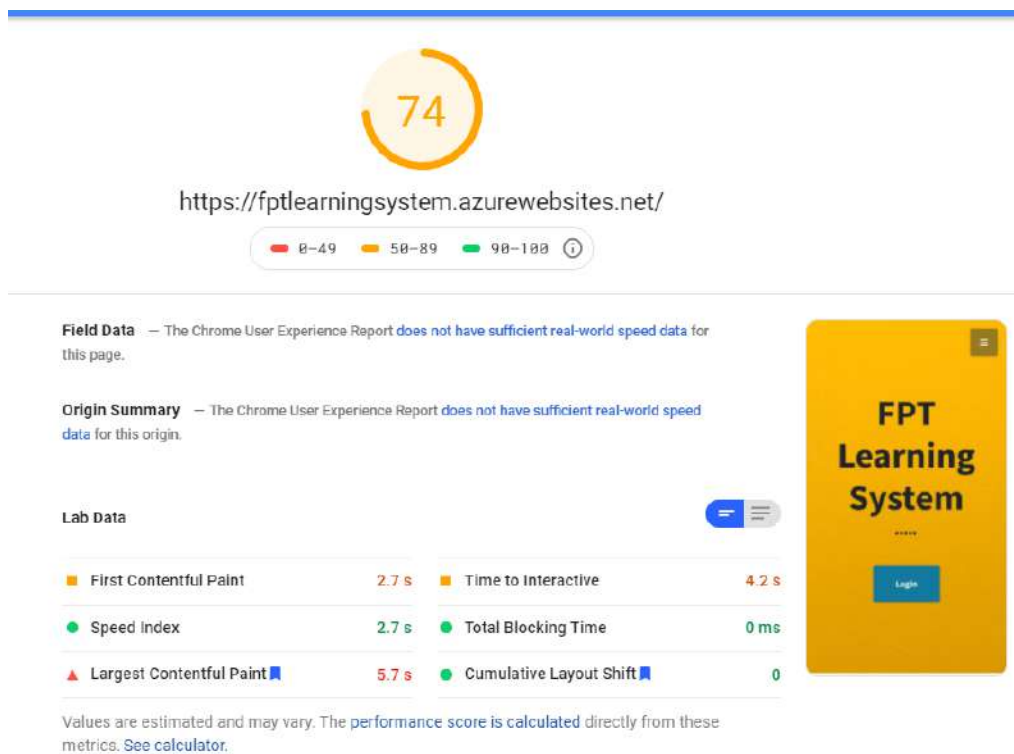 74
https://fptlearningsystem.azurewebsites.net/
0–49 50–89 90–100
Field Data — The Chrome User Experience Report does not have sufficient real-world speed data for
this page.
Origin Summary — The Chrome User Experience Report does not have sufficient real-world speed
data for this origin.
FPT
Learning
System
Login
Lab Data
First Contentful Paint 2.7 s
Time to Interactive 4.2 s
Speed Index 2.7 s
Total Blocking Time 0 ms
Largest Contentful Paint 5.7 s
Cumulative Layout Shift 0
Values are estimated and may vary. The performance score is calculated directly from these
metrics. See calculator.